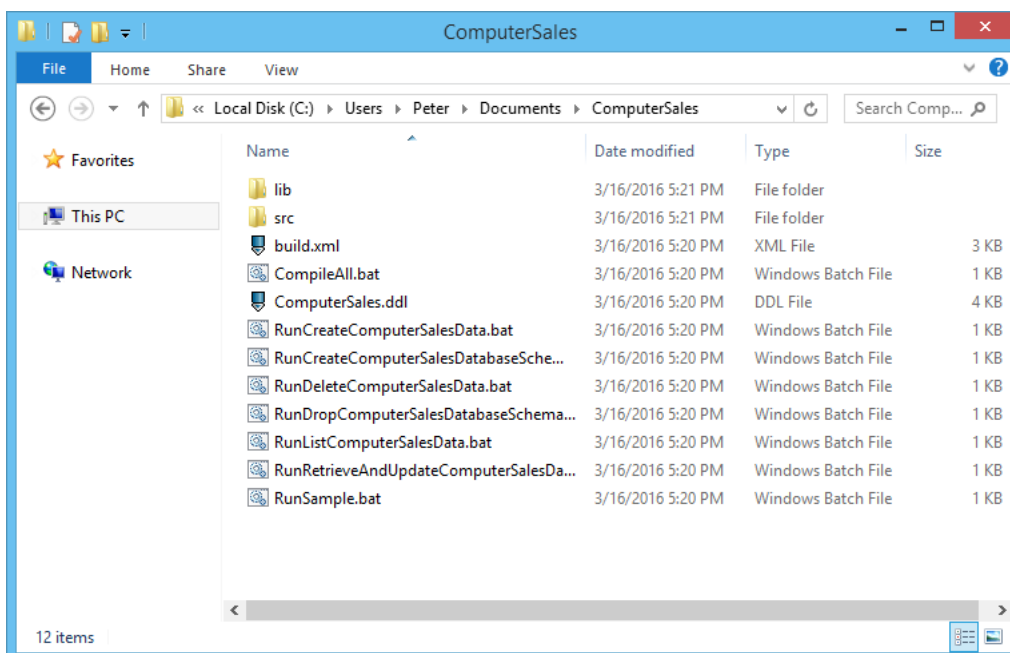 ComputerSales
File Home Share View
« Local Disk (C:) Users Peter Documents ComputerSales Search Comp...
Favorites
This PC
Network
Name Date modified Type Size
lib 3/16/2016 5:21 PM File folder
src 3/16/2016 5:21 PM File folder
build.xml 3/16/2016 5:20 PM XML File 3 KB
CompileAll.bat 3/16/2016 5:20 PM Windows Batch File 1 KB
ComputerSales.ddl 3/16/2016 5:20 PM DDL File 4 KB
RunCreateComputerSalesData.bat 3/16/2016 5:20 PM Windows Batch File 1 KB
RunCreateComputerSalesDatabaseSche... 3/16/2016 5:20 PM Windows Batch File 1 KB
RunDeleteComputerSalesData.bat 3/16/2016 5:20 PM Windows Batch File 1 KB
RunDropComputerSalesDatabaseSchema... 3/16/2016 5:20 PM Windows Batch File 1 KB
RunListComputerSalesData.bat 3/16/2016 5:20 PM Windows Batch File 1 KB
RunRetrieveAndUpdateComputerSalesDa... 3/16/2016 5:20 PM Windows Batch File 1 KB
RunSample.bat 3/16/2016 5:20 PM Windows Batch File 1 KB
12 items